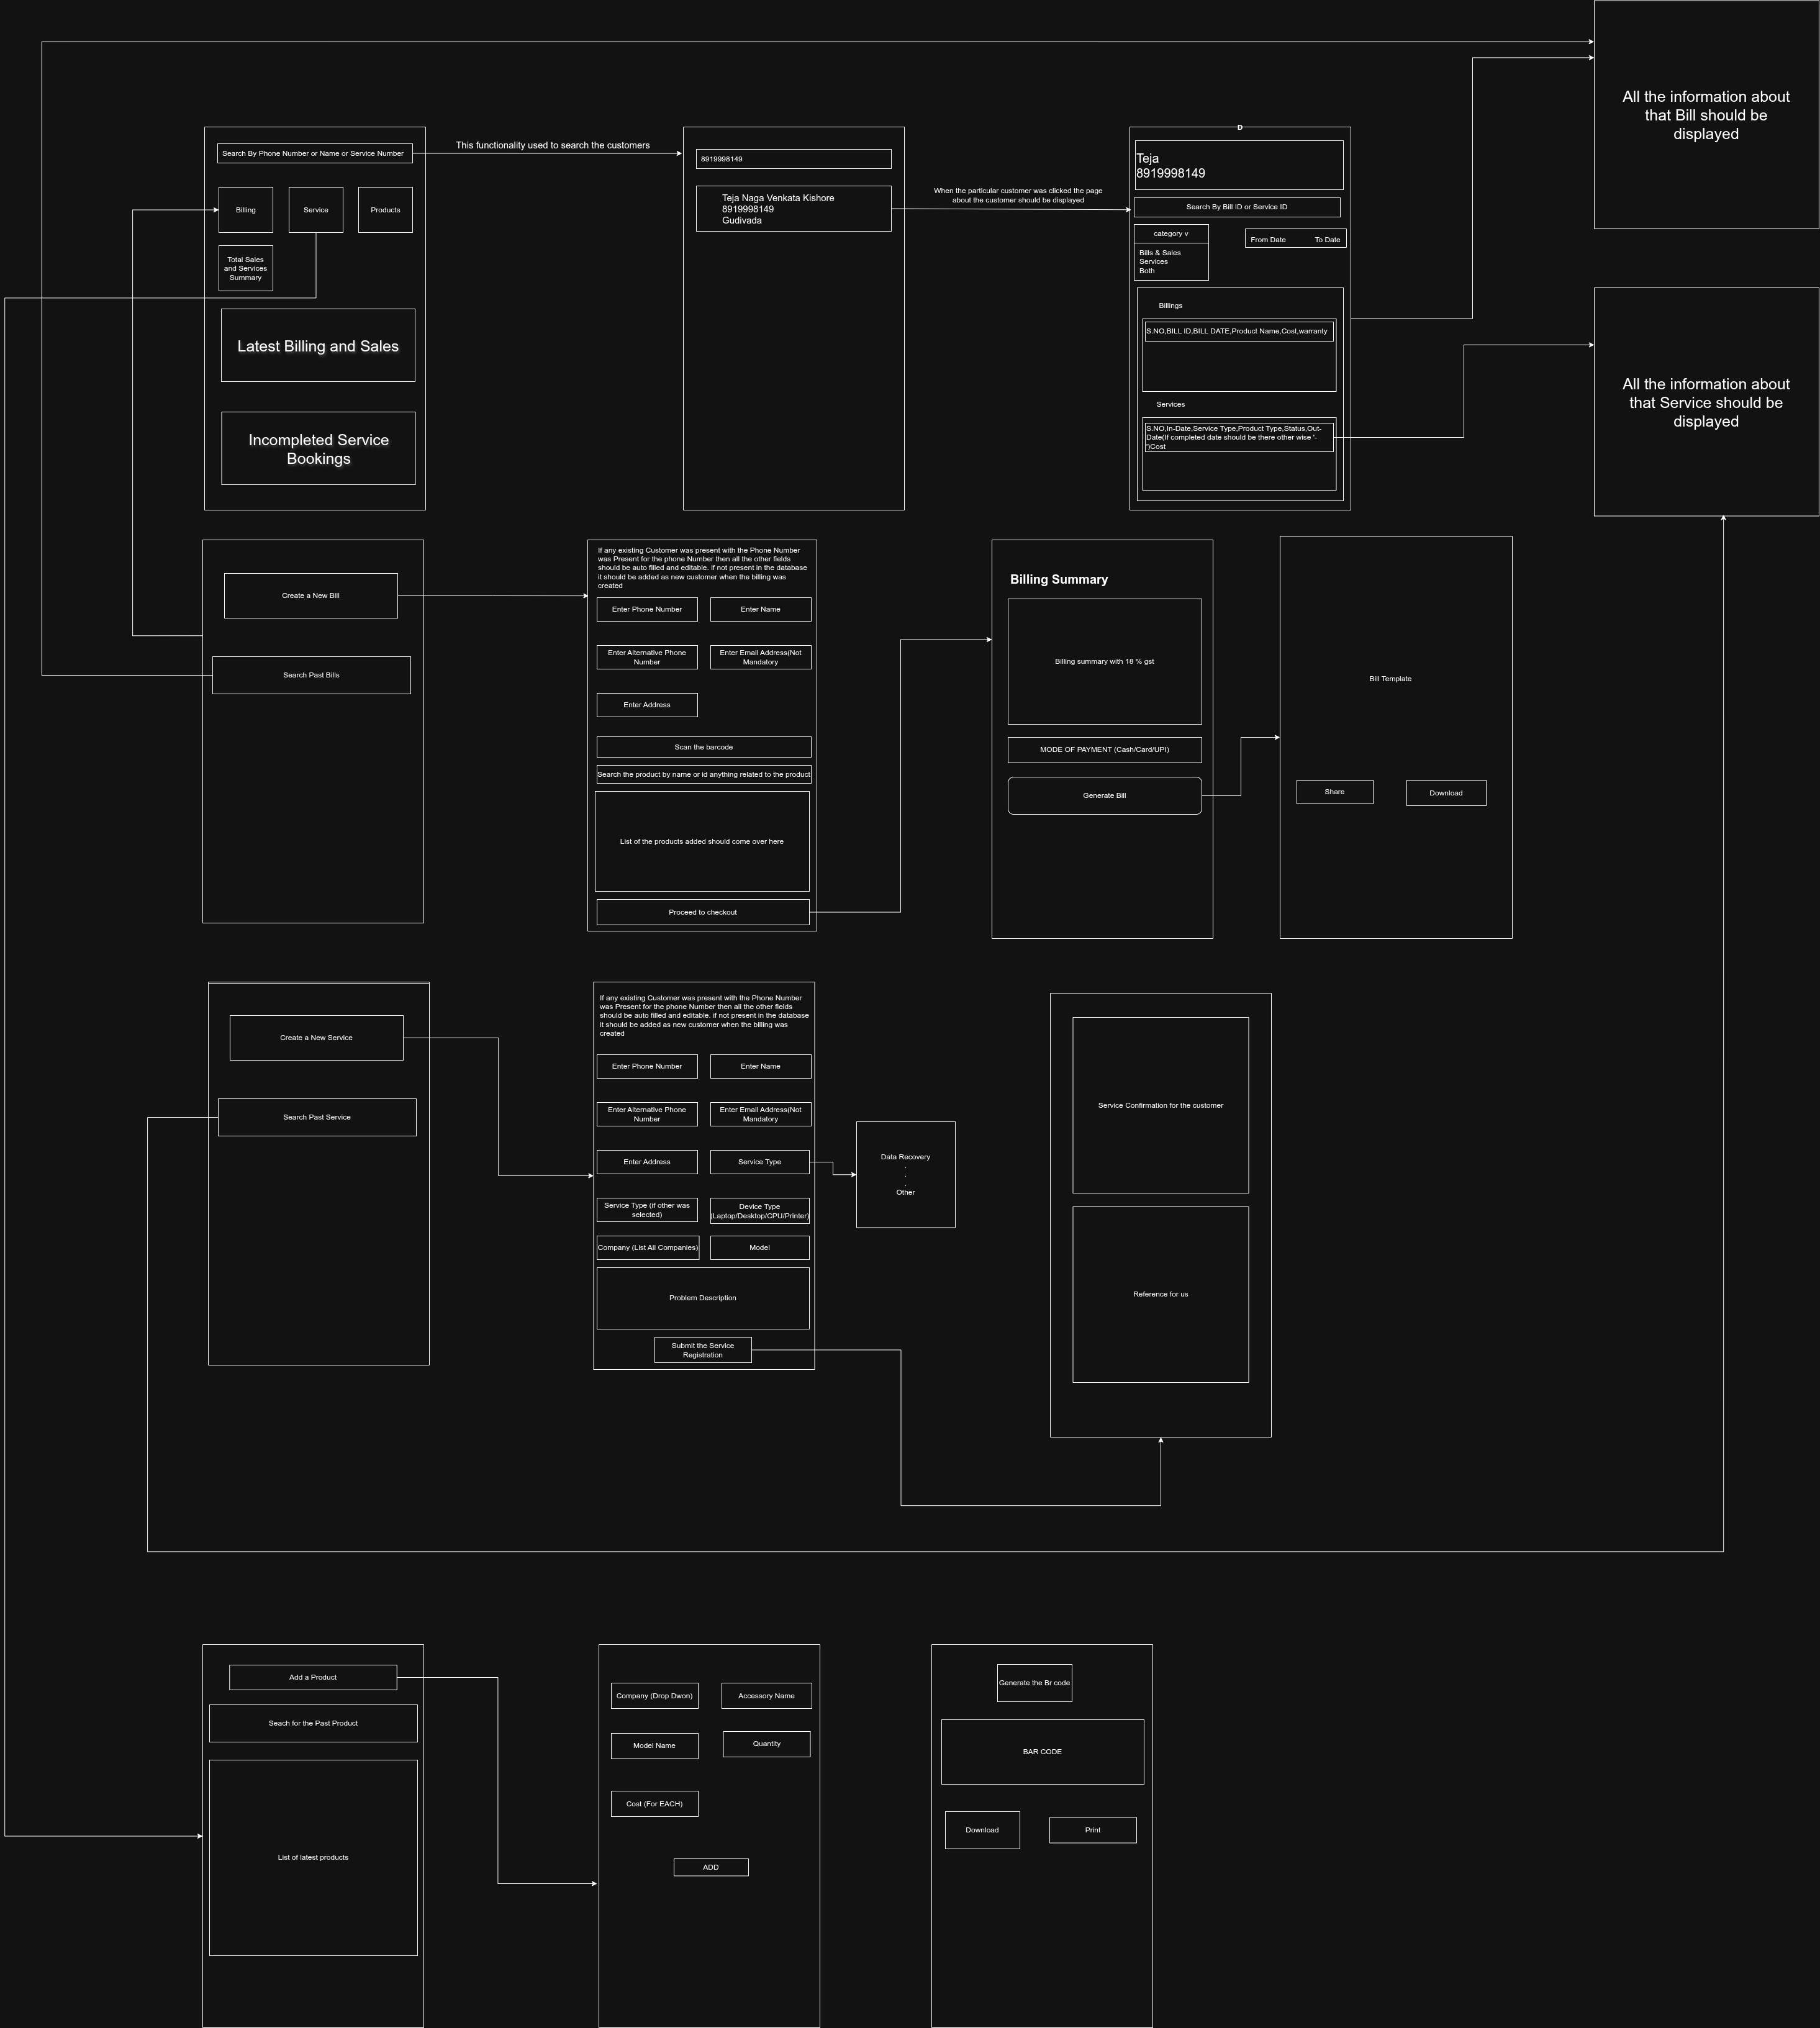 All the information about
that Bill should be
displayed
Search By Phone Number or Name or Service Number
This functionality used to search the customers
Billing
Service
Products
Total Sales
and Services
Summary
Latest Billing and Sales
Incompleted Service
Bookings
8919998149
Teja Naga Venkata Kishore
8919998149
Gudivada
When the particular customer was clicked the page
about the customer should be displayed
D
Teja
8919998149
Search By Bill ID or Service ID
category v
Bills & Sales
Services
Both
From Date
To Date
Billings
S.NO,BILL ID,BILL DATE,Product Name,Cost,warranty
Services
S.NO,In-Date,Service Type,Product Type,Status,Out-
Date(If completed date should be there other wise '-
')Cost
All the information about
that Service should be
displayed
Create a New Bill
Search Past Bills
If any existing Customer was present with the Phone Number
was Present for the phone Number then all the other fields
should be auto filled and editable. if not present in the database
it should be added as new customer when the billing was
created
Enter Phone Number
Enter Name
Enter Alternative Phone
Number
Enter Email Address(Not
Mandatory
Enter Address
Scan the barcode
Search the product by name or id anything related to the product
List of the products added should come over here
Proceed to checkout
Billing Summary
Billing summary with 18 % gst
MODE OF PAYMENT (Cash/Card/UPI)
Generate Bill
Bill Template
Share
Download
Create a New Service
Search Past Service
If any existing Customer was present with the Phone Number
was Present for the phone Number then all the other fields
should be auto filled and editable. if not present in the database
it should be added as new customer when the billing was
created
Enter Phone Number
Enter Name
Enter Alternative Phone
Number
Enter Email Address(Not
Mandatory
Enter Address
Service Type
Service Type (if other was
selected)
Device Type
(Laptop/Desktop/CPU/Printer)
Company (List All Companies)
Model
Problem Description
Submit the Service
Registration
Data Recovery
.
.
.
Other
Service Confirmation for the customer
Reference for us
Add a Product
Seach for the Past Product
List of latest products
Company (Drop Dwon)
Accessory Name
Model Name
Quantity
Cost (For EACH)
ADD
Generate the Br code
BAR CODE
Download
Print